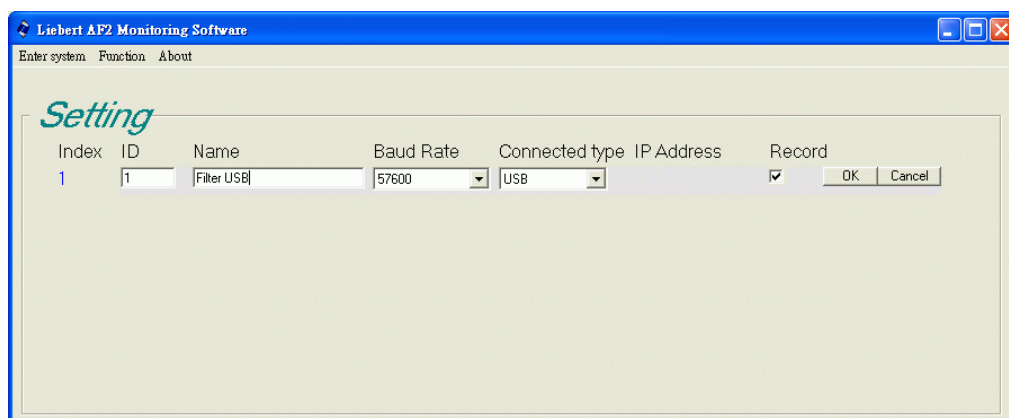 Liebert AF2 Monitoring Software
Enter system Function About
Setting
Index ID Name Baud Rate Connected type IP Address Record
1 1 Filter USB 57600 USB OK Cancel